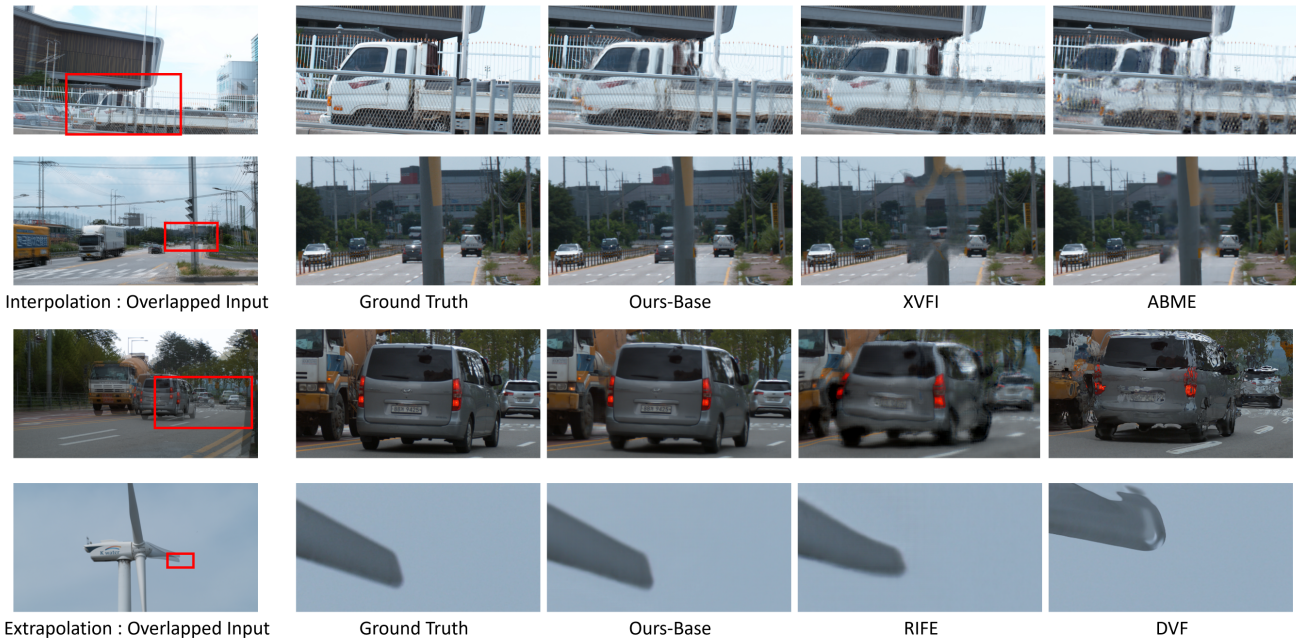 Interpolation : Overlapped Input
Ground Truth
Ours-Base
XVFI
ABME
Extrapolation : Overlapped Input
Ground Truth
Ours-Base
RIFE
DVF